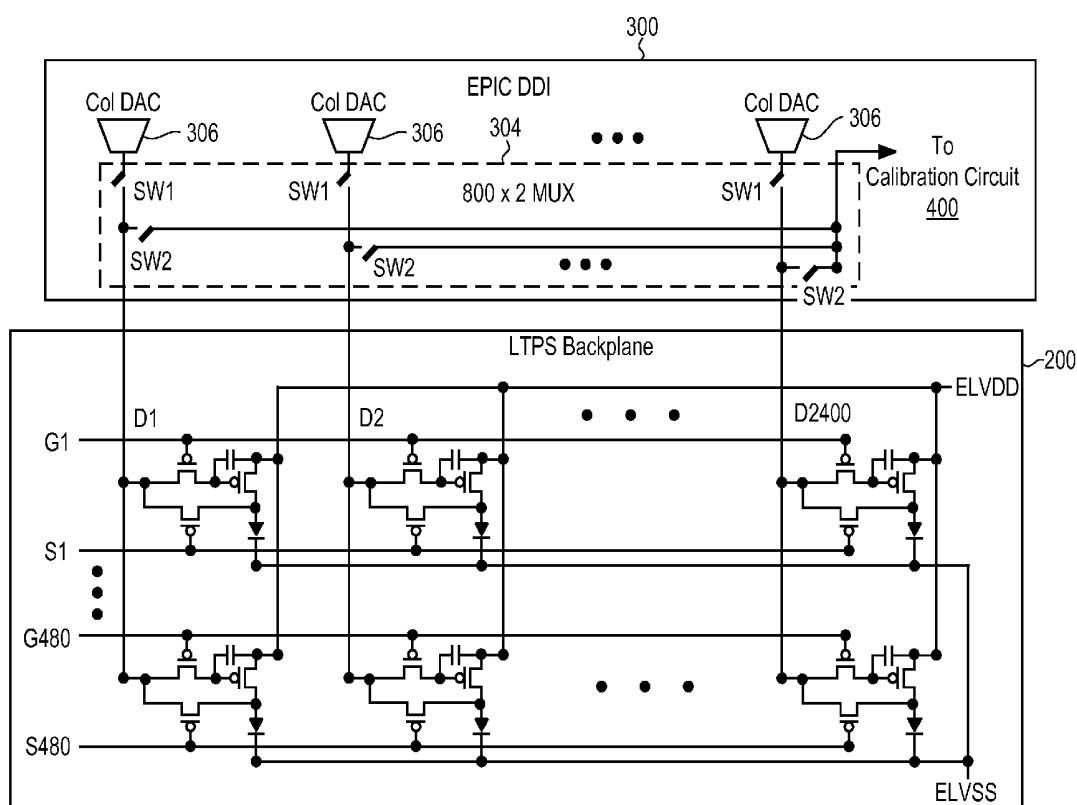 300
EPIC DDI
Col DAC
306
Col DAC
306
304
Col DAC
306
To
Calibration Circuit
400
SW1
SW1
800 x 2 MUX
SW1
SW2
SW2
SW2
LTPS Backplane
200
ELVDD
D1
D2
D2400
G1
S1
G480
S480
ELVSS